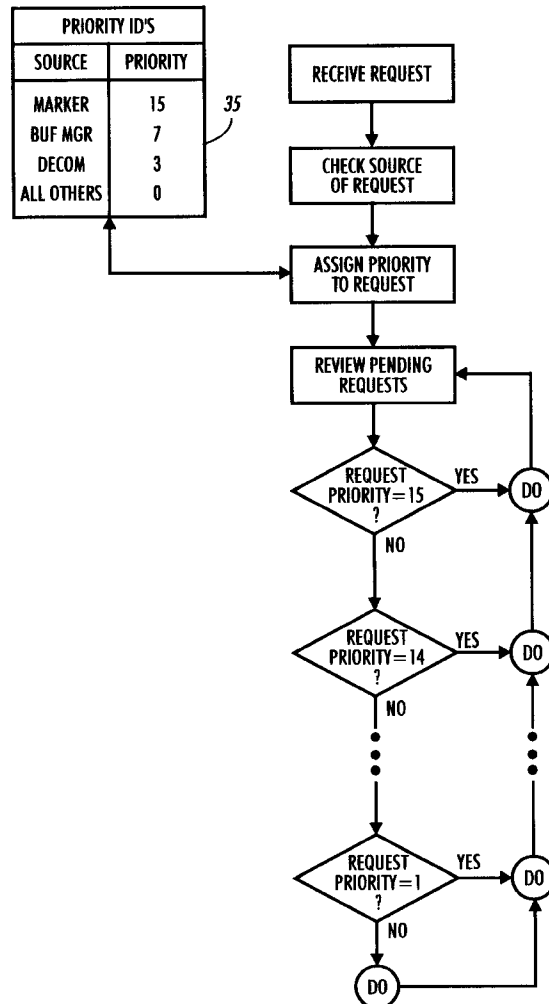 PRIORITY ID'S
SOURCE PRIORITY
MARKER 15
BUF MGR 7
DECOM 3
ALL OTHERS 0
35
RECEIVE REQUEST
CHECK SOURCE
OF REQUEST
ASSIGN PRIORITY
TO REQUEST
REVIEW PENDING
REQUESTS
REQUEST
PRIORITY=15
?
YES
DO
NO
REQUEST
PRIORITY=14
?
YES
DO
NO
REQUEST
PRIORITY=1
?
YES
DO
NO
DO